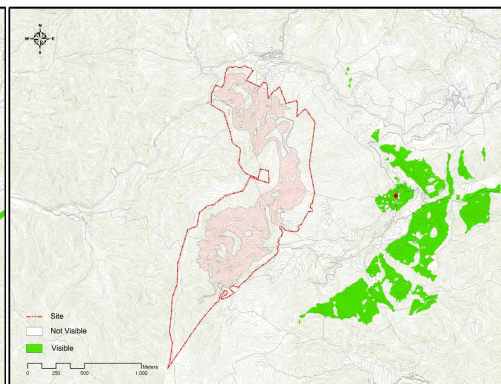 N
W E
S
Site
Not Visible
Visible
Meters
0 250 500 1,000